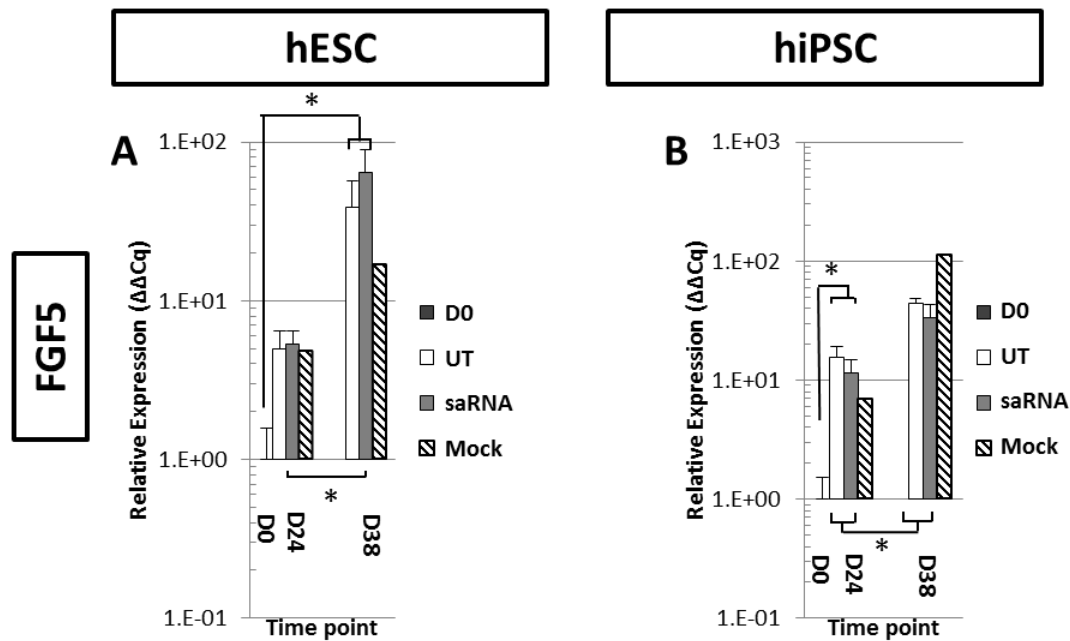 hESC
hiPSC
FGF5
A
*
1.E+02
1.E+01
1.E+00
1.E-01
Relative Expression (ΔΔCq)
D0
UT
saRNA
Mock
*
D0
D24
D38
Time point
B
1.E+03
1.E+02
1.E+01
1.E+00
1.E-01
Relative Expression (ΔΔCq)
*
D0
UT
saRNA
Mock
*
D0
D24
D38
Time point